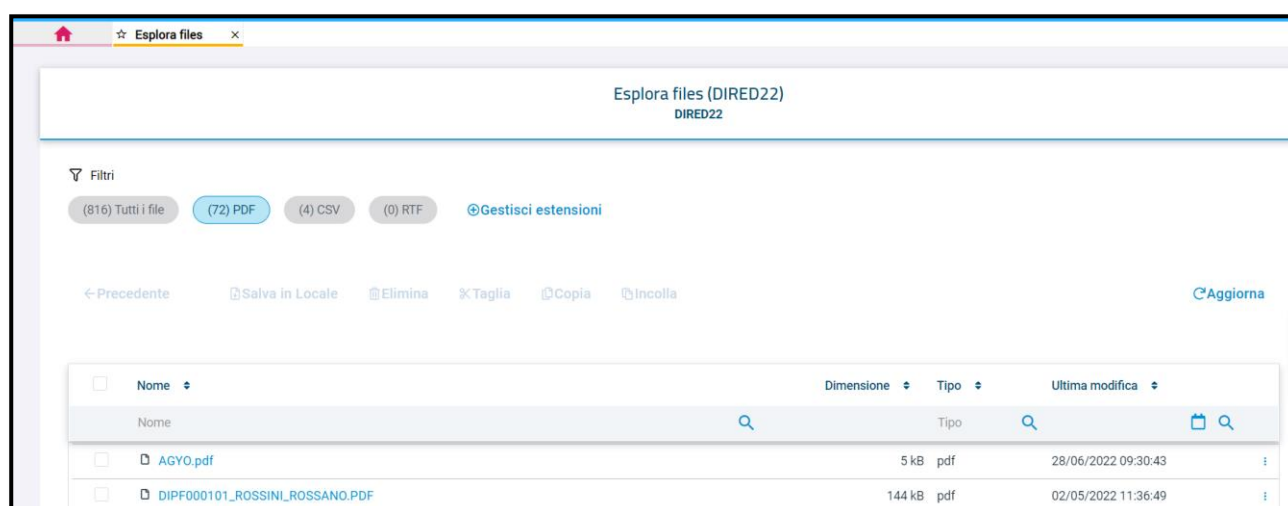 Esplora files ×
Esplora files (DIRED22)
DIRED22
Filtri
(816) Tutti i file (72) PDF (4) CSV (0) RTF Gestisci estensioni
Precedente Salva in Locale Elimina Taglia Copia Incolla Aggiorna
Nome Dimensione Tipo Ultima modifica
Nome Tipo
AGYO.pdf 5 kB pdf 28/06/2022 09:30:43
DIPF000101_ROSSINI_ROSSANO.PDF 144 kB pdf 02/05/2022 11:36:49